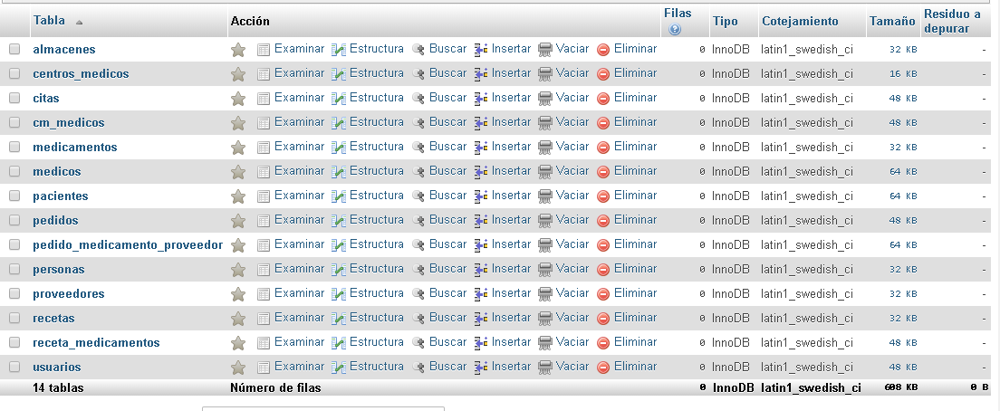 Tabla Acción Filas Tipo Cotejamiento Tamaño Residuo a depurar
almacenes Examinar Estructura Buscar Insertar Vaciar Eliminar 0 InnoDB latin1_swedish_ci 32 KB -
centros_medicos Examinar Estructura Buscar Insertar Vaciar Eliminar 0 InnoDB latin1_swedish_ci 16 KB -
citas Examinar Estructura Buscar Insertar Vaciar Eliminar 0 InnoDB latin1_swedish_ci 48 KB -
cm_medicos Examinar Estructura Buscar Insertar Vaciar Eliminar 0 InnoDB latin1_swedish_ci 48 KB -
medicamentos Examinar Estructura Buscar Insertar Vaciar Eliminar 0 InnoDB latin1_swedish_ci 32 KB -
medicos Examinar Estructura Buscar Insertar Vaciar Eliminar 0 InnoDB latin1_swedish_ci 64 KB -
pacientes Examinar Estructura Buscar Insertar Vaciar Eliminar 0 InnoDB latin1_swedish_ci 64 KB -
pedidos Examinar Estructura Buscar Insertar Vaciar Eliminar 0 InnoDB latin1_swedish_ci 48 KB -
pedido_medicamento_proveedor Examinar Estructura Buscar Insertar Vaciar Eliminar 0 InnoDB latin1_swedish_ci 64 KB -
personas Examinar Estructura Buscar Insertar Vaciar Eliminar 0 InnoDB latin1_swedish_ci 32 KB -
proveedores Examinar Estructura Buscar Insertar Vaciar Eliminar 0 InnoDB latin1_swedish_ci 32 KB -
recetas Examinar Estructura Buscar Insertar Vaciar Eliminar 0 InnoDB latin1_swedish_ci 32 KB -
receta_medicamentos Examinar Estructura Buscar Insertar Vaciar Eliminar 0 InnoDB latin1_swedish_ci 48 KB -
usuarios Examinar Estructura Buscar Insertar Vaciar Eliminar 0 InnoDB latin1_swedish_ci 48 KB -
14 tablas Número de filas 0 InnoDB latin1_swedish_ci 608 KB 0 B